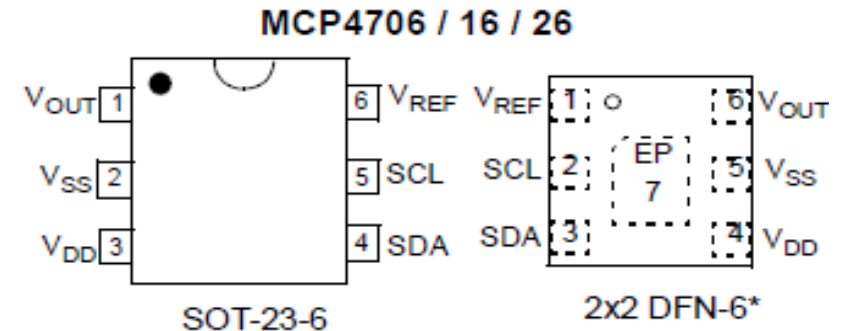 MCP4706 / 16 / 26
VOUT 1 6 VREF VREF 1 6 VOUT
VSS 2 5 SCL SCL 2 EP 5 VSS
7
VDD 3 4 SDA SDA 3 4 VDD
SOT-23-6 2x2 DFN-6*